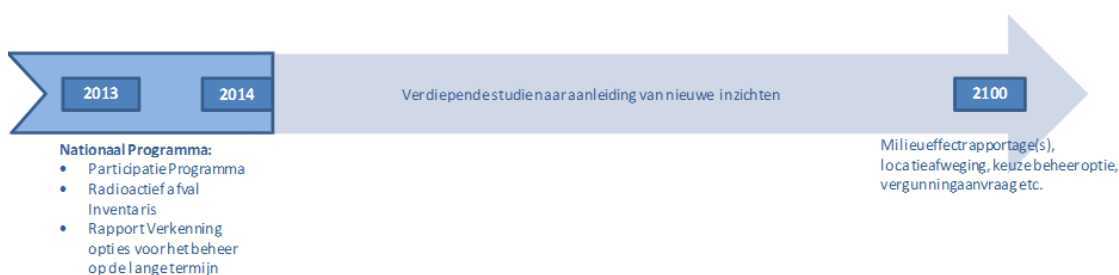 2013
2014
Verdiepende studie naar aanleiding van nieuwe inzichten
2100
Nationaal Programma:
• Participatie Programma
• Radioactief afval
Inventaris
• Rapport Verkenning
opties voor het beheer
op de lange termijn
Milieueffectrapportage(s),
locatieafweging, keuze beheeroptie,
vergunningaanvraag etc.